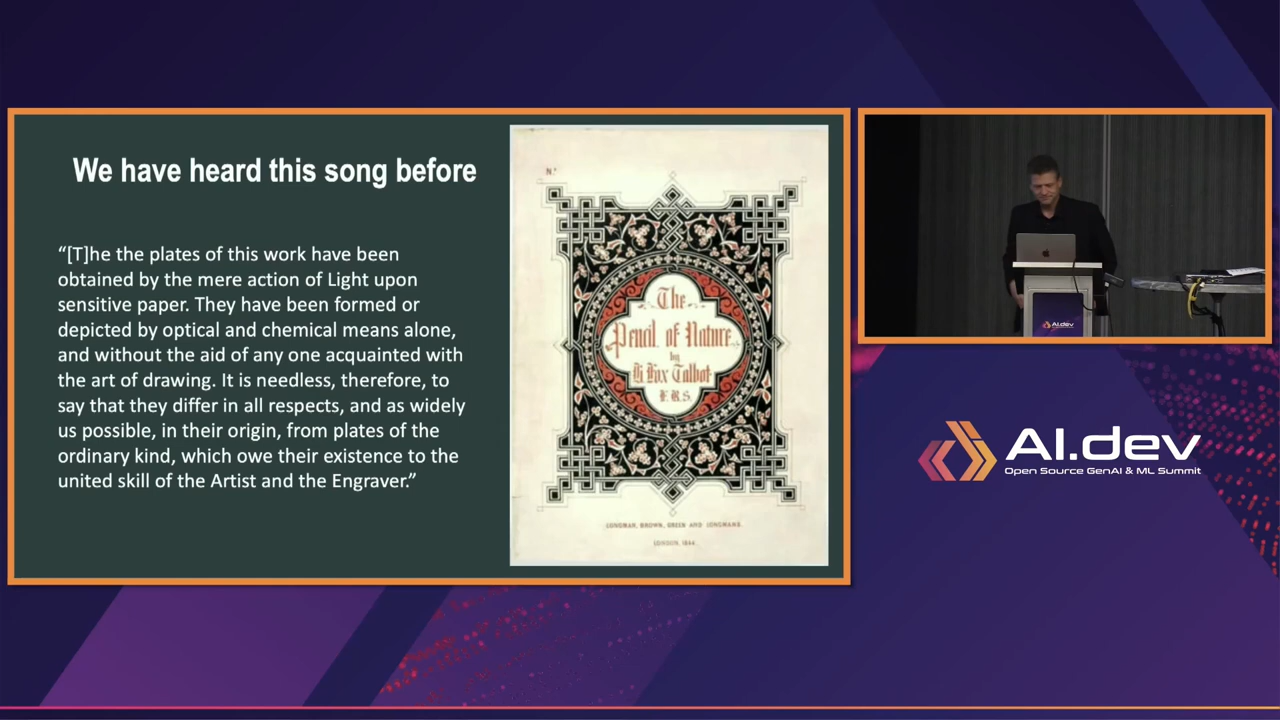 We have heard this song before
“[T]he the plates of this work have been
obtained by the mere action of Light upon
sensitive paper. They have been formed or
depicted by optical and chemical means alone,
and without the aid of any one acquainted with
the art of drawing. It is needless, therefore, to
say that they differ in all respects, and as widely
us possible, in their origin, from plates of the
ordinary kind, which owe their existence to the
united skill of the Artist and the Engraver.”
The
Pencil of Nature
by
H Fox Talbot
F.R.S.
LONGMAN, BROWN, GREEN AND LONGMANS.
LONDON, 1844.
AI.dev
AI.dev
Open Source GenAI & ML Summit